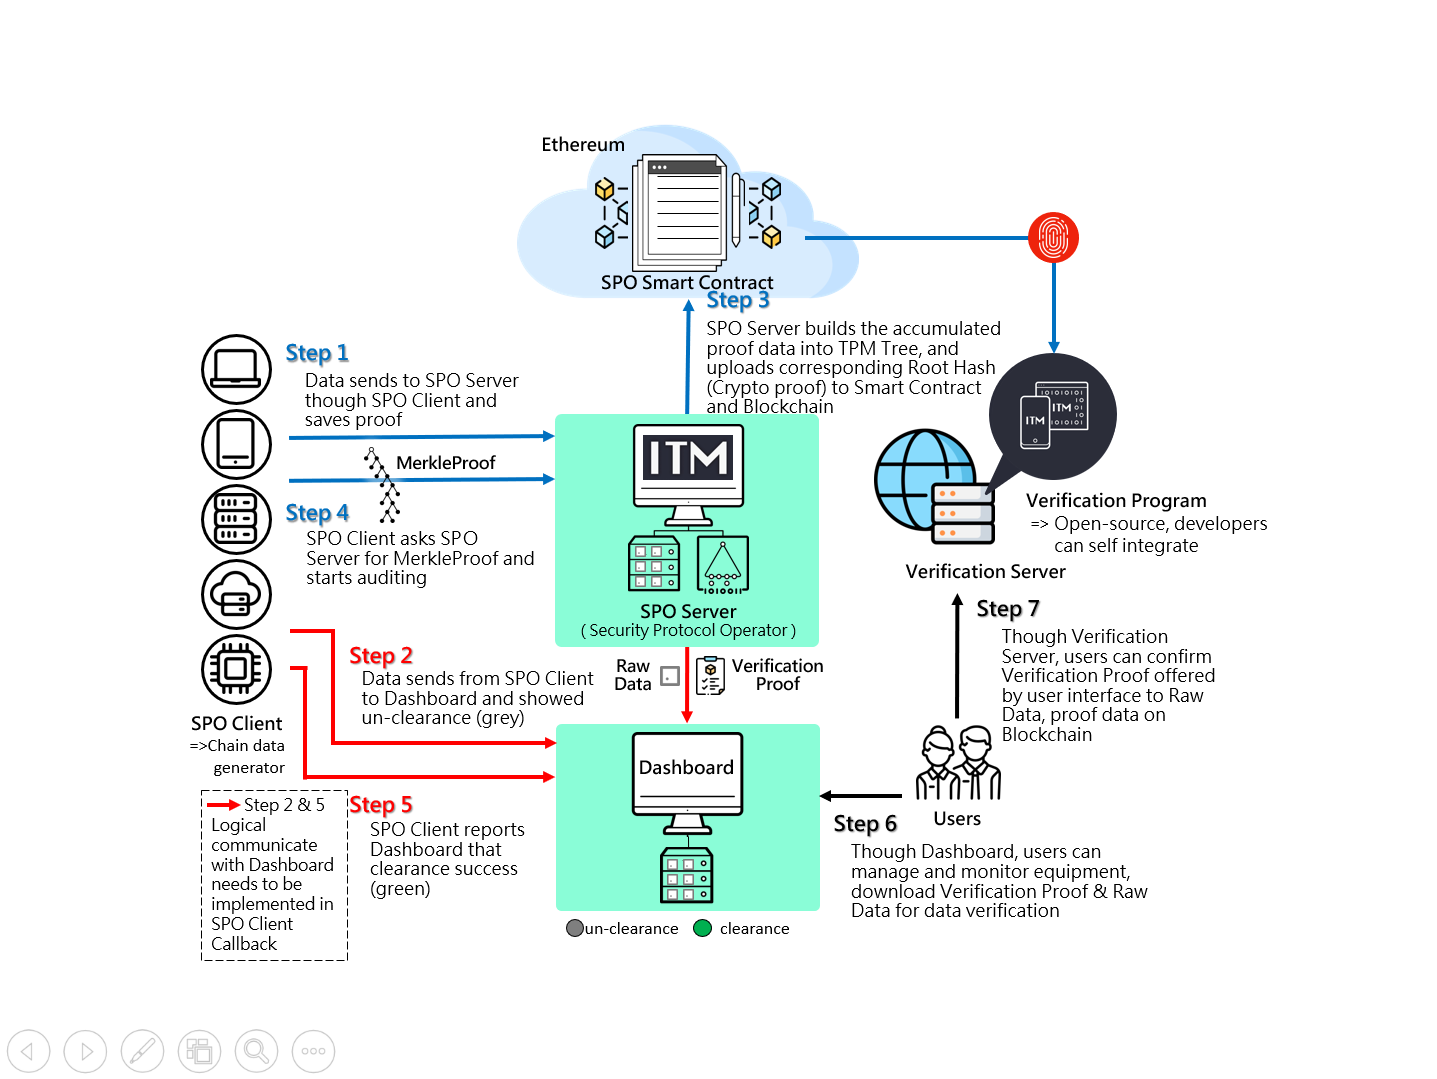 Ethereum
SPO Smart Contract
Step 3
SPO Server builds the accumulated
proof data into TPM Tree, and
uploads corresponding Root Hash
(Crypto proof) to Smart Contract
and Blockchain
Step 1
Data sends to SPO Server
though SPO Client and
saves proof
MerkleProof
Step 4
SPO Client asks SPO
Server for MerkleProof and
starts auditing
ITM
SPO Server
( Security Protocol Operator )
ITM
ITM
Verification Program
=> Open-source, developers
can self integrate
Verification Server
Step 7
Though Verification
Server, users can confirm
Verification Proof offered
by user interface to Raw
Data, proof data on
Blockchain
Step 2
Data sends from SPO Client
to Dashboard and showed
un-clearance (grey)
Raw
Data
Verification
Proof
SPO Client
=>Chain data
generator
Step 2 & 5
Logical
communicate
with Dashboard
needs to be
implemented in
SPO Client
Callback
Step 5
SPO Client reports
Dashboard that
clearance success
(green)
Dashboard
un-clearance
clearance
Users
Step 6
Though Dashboard, users can
manage and monitor equipment,
download Verification Proof & Raw
Data for data verification